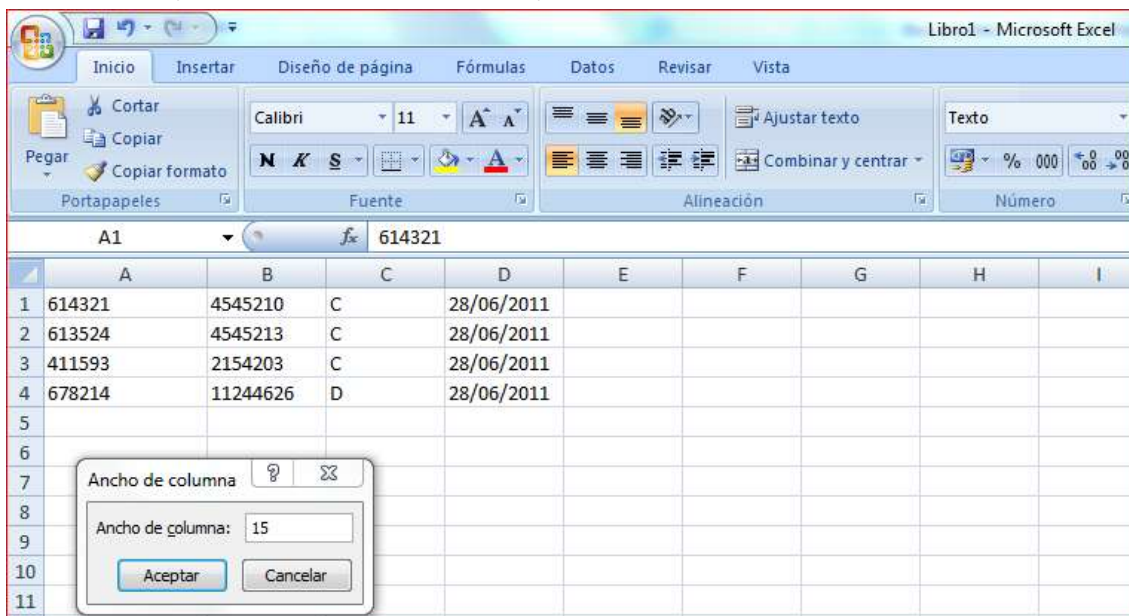 Libro1 - Microsoft Excel
Inicio Insertar Diseño de página Fórmulas Datos Revisar Vista
Pegar
Cortar
Copiar
Copiar formato
Portapapeles
Calibri 11 A A
N K S A
Fuente
Ajustar texto
Combinar y centrar
Alineación
Texto
% 000
Número
A1 fx 614321
A B C D E F G H I
1 614321 4545210 C 28/06/2011
2 613524 4545213 C 28/06/2011
3 411593 2154203 C 28/06/2011
4 678214 11244626 D 28/06/2011
5
6
7
8
9
10
11
Ancho de columna
Ancho de columna: 15
Aceptar Cancelar